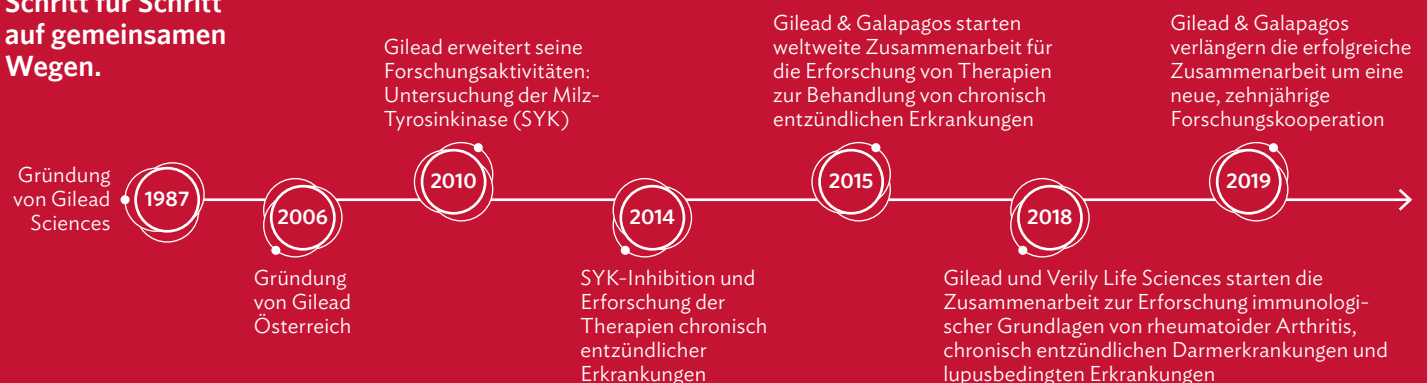 Schritt für Schritt
auf gemeinsamen
Wegen.
Gründung
von Gilead
Sciences
1987
2006
Gründung
von Gilead
Österreich
Gilead erweitert seine
Forschungsaktivitäten:
Untersuchung der Milz-
Tyrosinkinase (SYK)
2010
2014
SYK-Inhibition und
Erforschung der
Therapien chronisch
entzündlicher
Erkrankungen
Gilead & Galapagos starten
weltweite Zusammenarbeit für
die Erforschung von Therapien
zur Behandlung von chronisch
entzündlichen Erkrankungen
2015
2018
Gilead und Verily Life Sciences starten die
Zusammenarbeit zur Erforschung immunologi-
scher Grundlagen von rheumatoider Arthritis,
chronisch entzündlichen Darmerkrankungen und
lupusbedingten Erkrankungen
Gilead & Galapagos
verlängern die erfolgreiche
Zusammenarbeit um eine
neue, zehnjährige
Forschungskooperation
2019